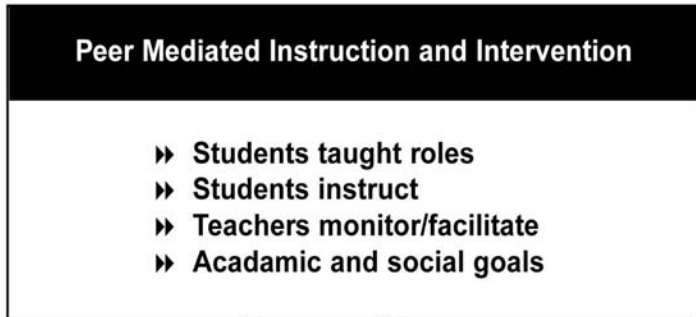 Peer Mediated Instruction and Intervention
Students taught roles
Students instruct
Teachers monitor/facilitate
Acadamic and social goals